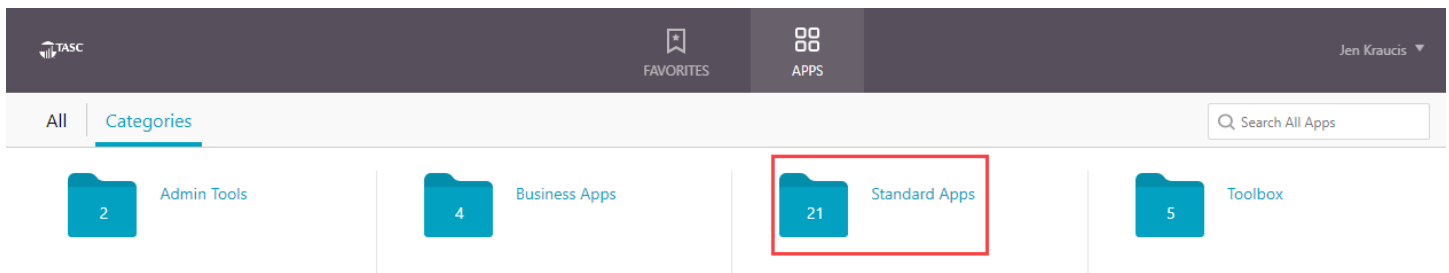 TASC
FAVORITES
APPS
Jen Kraucis
All
Categories
Search All Apps
2
Admin Tools
4
Business Apps
21
Standard Apps
5
Toolbox